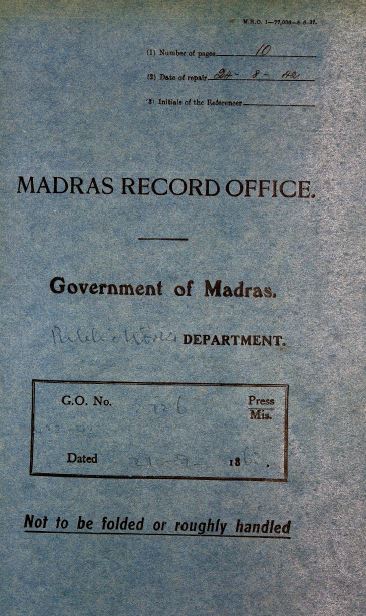 M.R.O. 1—77,000—6-8-37.
(1) Number of pages 10
(2) Date of repair 24 - 8 - 42
(3) Initials of the Referencer
MADRAS RECORD OFFICE.
Government of Madras.
DEPARTMENT.
G.O. No. Press
Mis.
Dated 18
Not to be folded or roughly handled